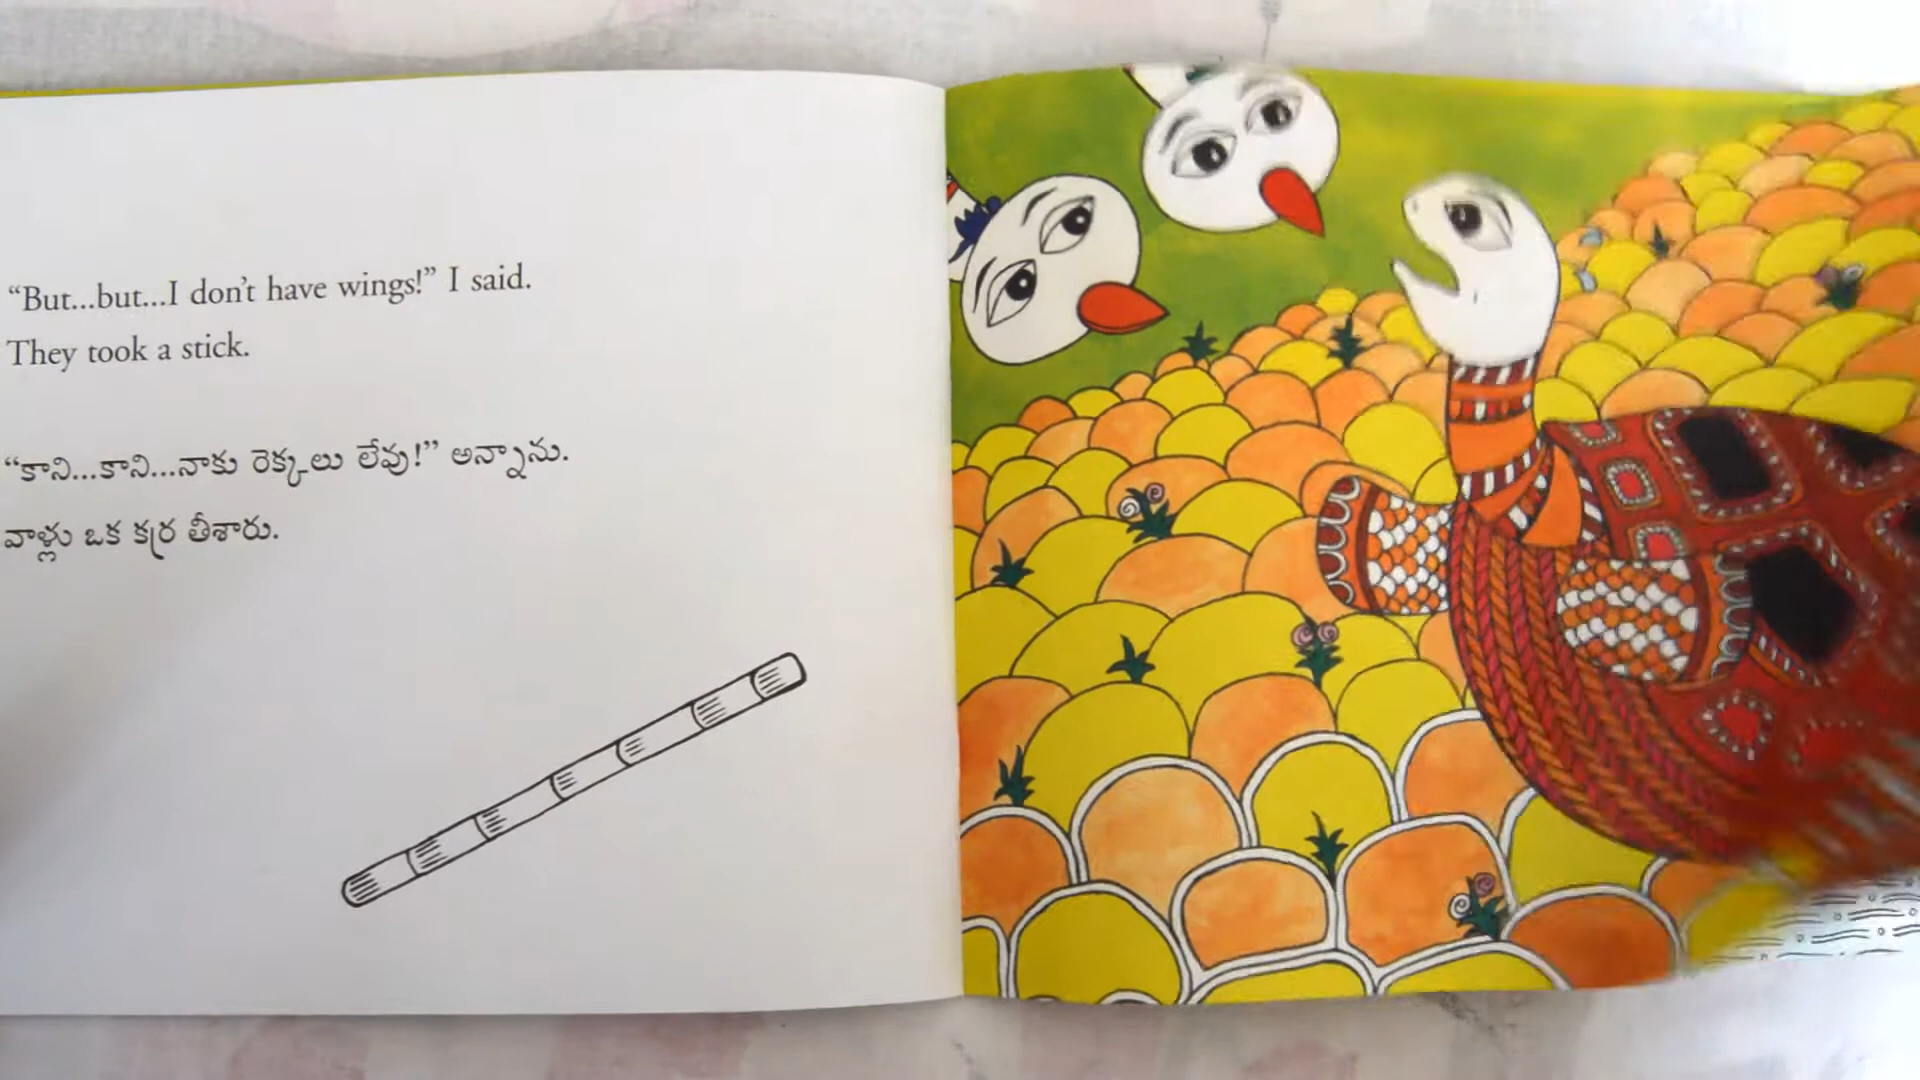 “But...but...I don’t have wings!” I said.
They took a stick.
“కాని...కాని...నాకు రెక్కలు లేవు!” అన్నాను.
వాళ్లు ఒక కర్ర తీశారు.